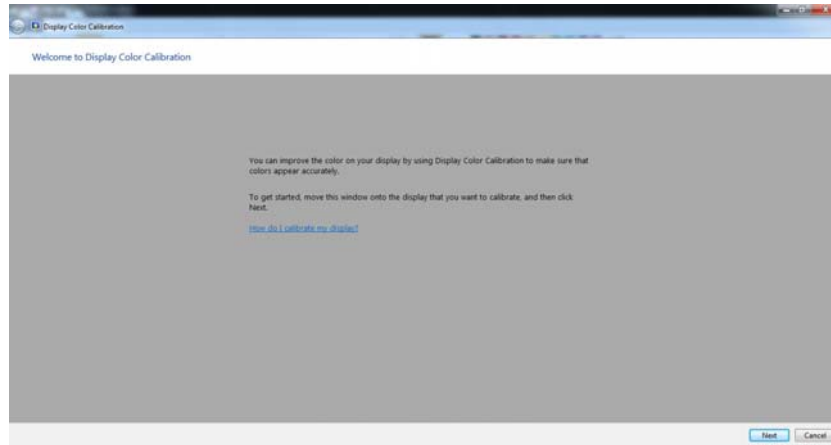 Display Color Calibration
Welcome to Display Color Calibration
You can improve the color on your display by using Display Color Calibration to make sure that
colors appear accurately.
To get started, move this window onto the display that you want to calibrate, and then click
Next.
How do I calibrate my display?
Next Cancel